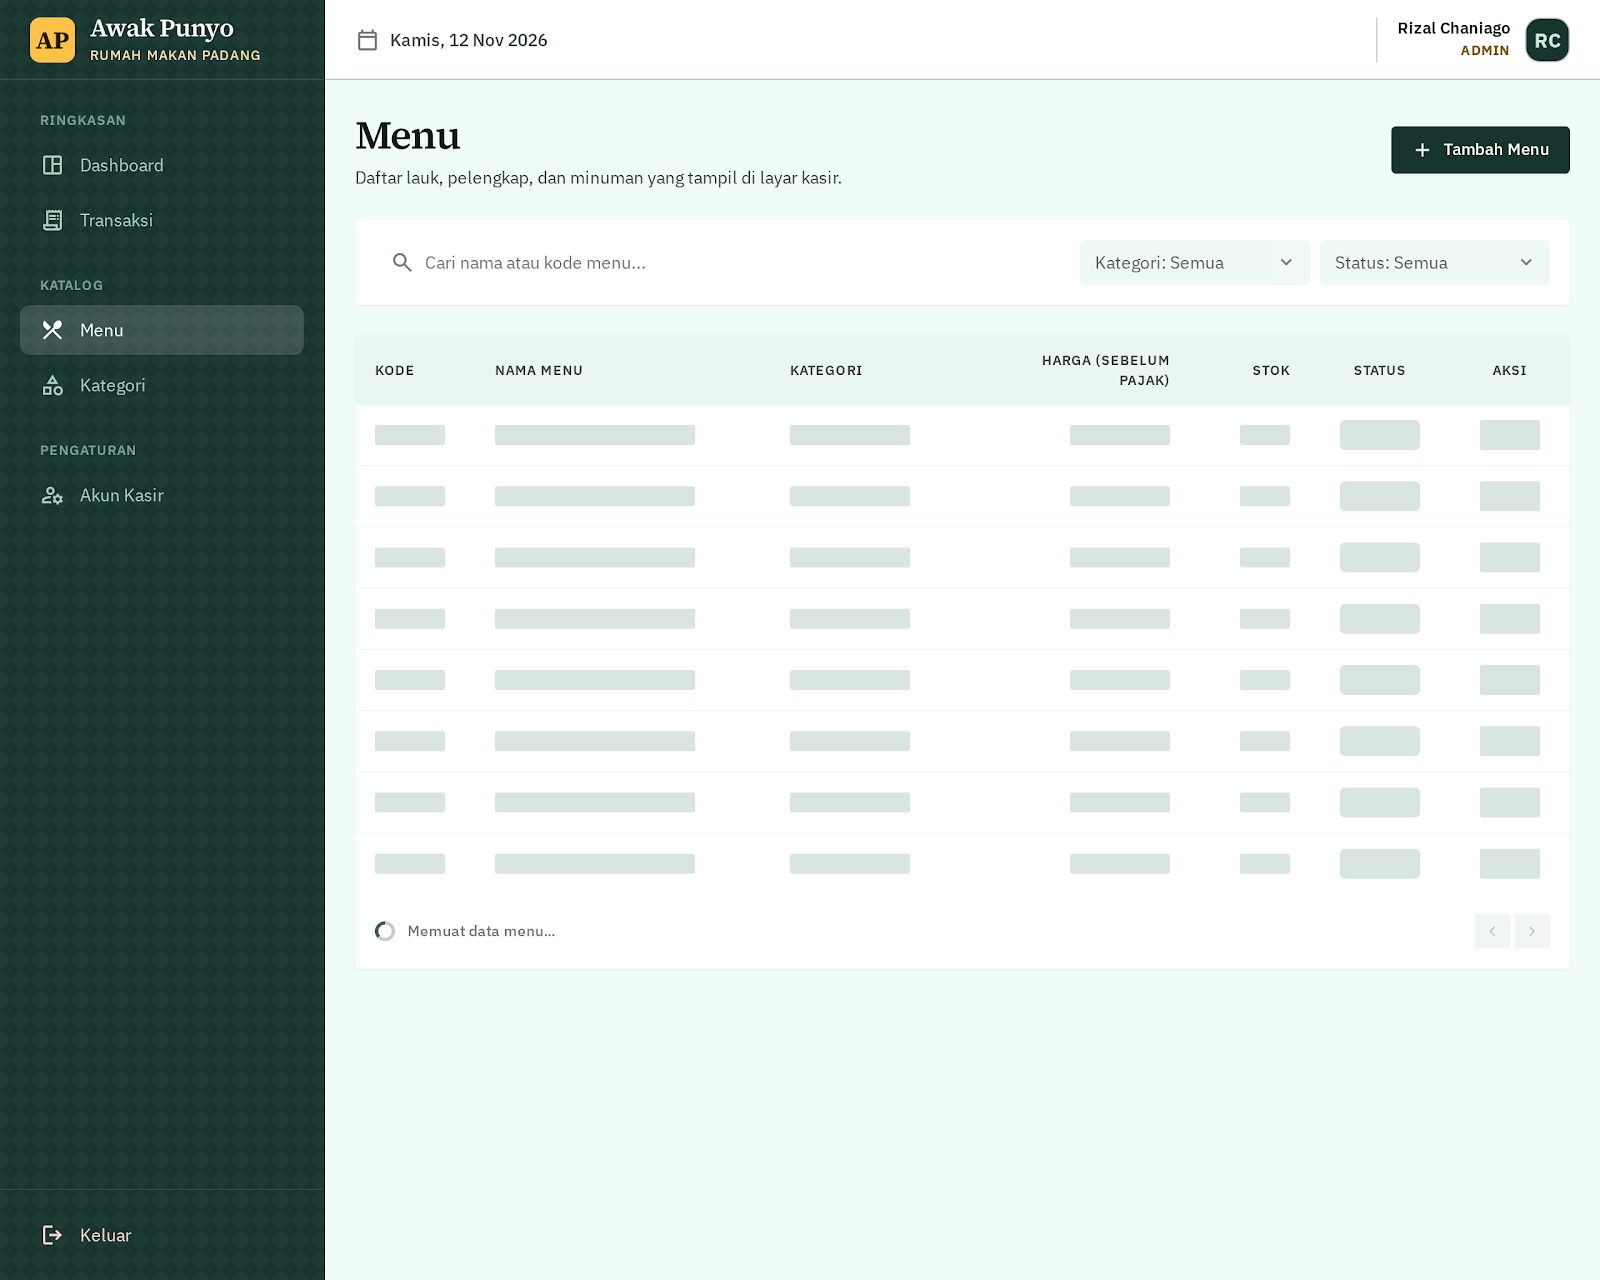 AP
Awak Punyo
RUMAH MAKAN PADANG
RINGKASAN
Dashboard
Transaksi
KATALOG
Menu
Kategori
PENGATURAN
Akun Kasir
Keluar
Kamis, 12 Nov 2026
Rizal Chaniago
ADMIN
RC
Menu
Daftar lauk, pelengkap, dan minuman yang tampil di layar kasir.
Tambah Menu
Cari nama atau kode menu...
Kategori: Semua
Status: Semua
KODE
NAMA MENU
KATEGORI
HARGA (SEBELUM
PAJAK)
STOK
STATUS
AKSI
Memuat data menu...